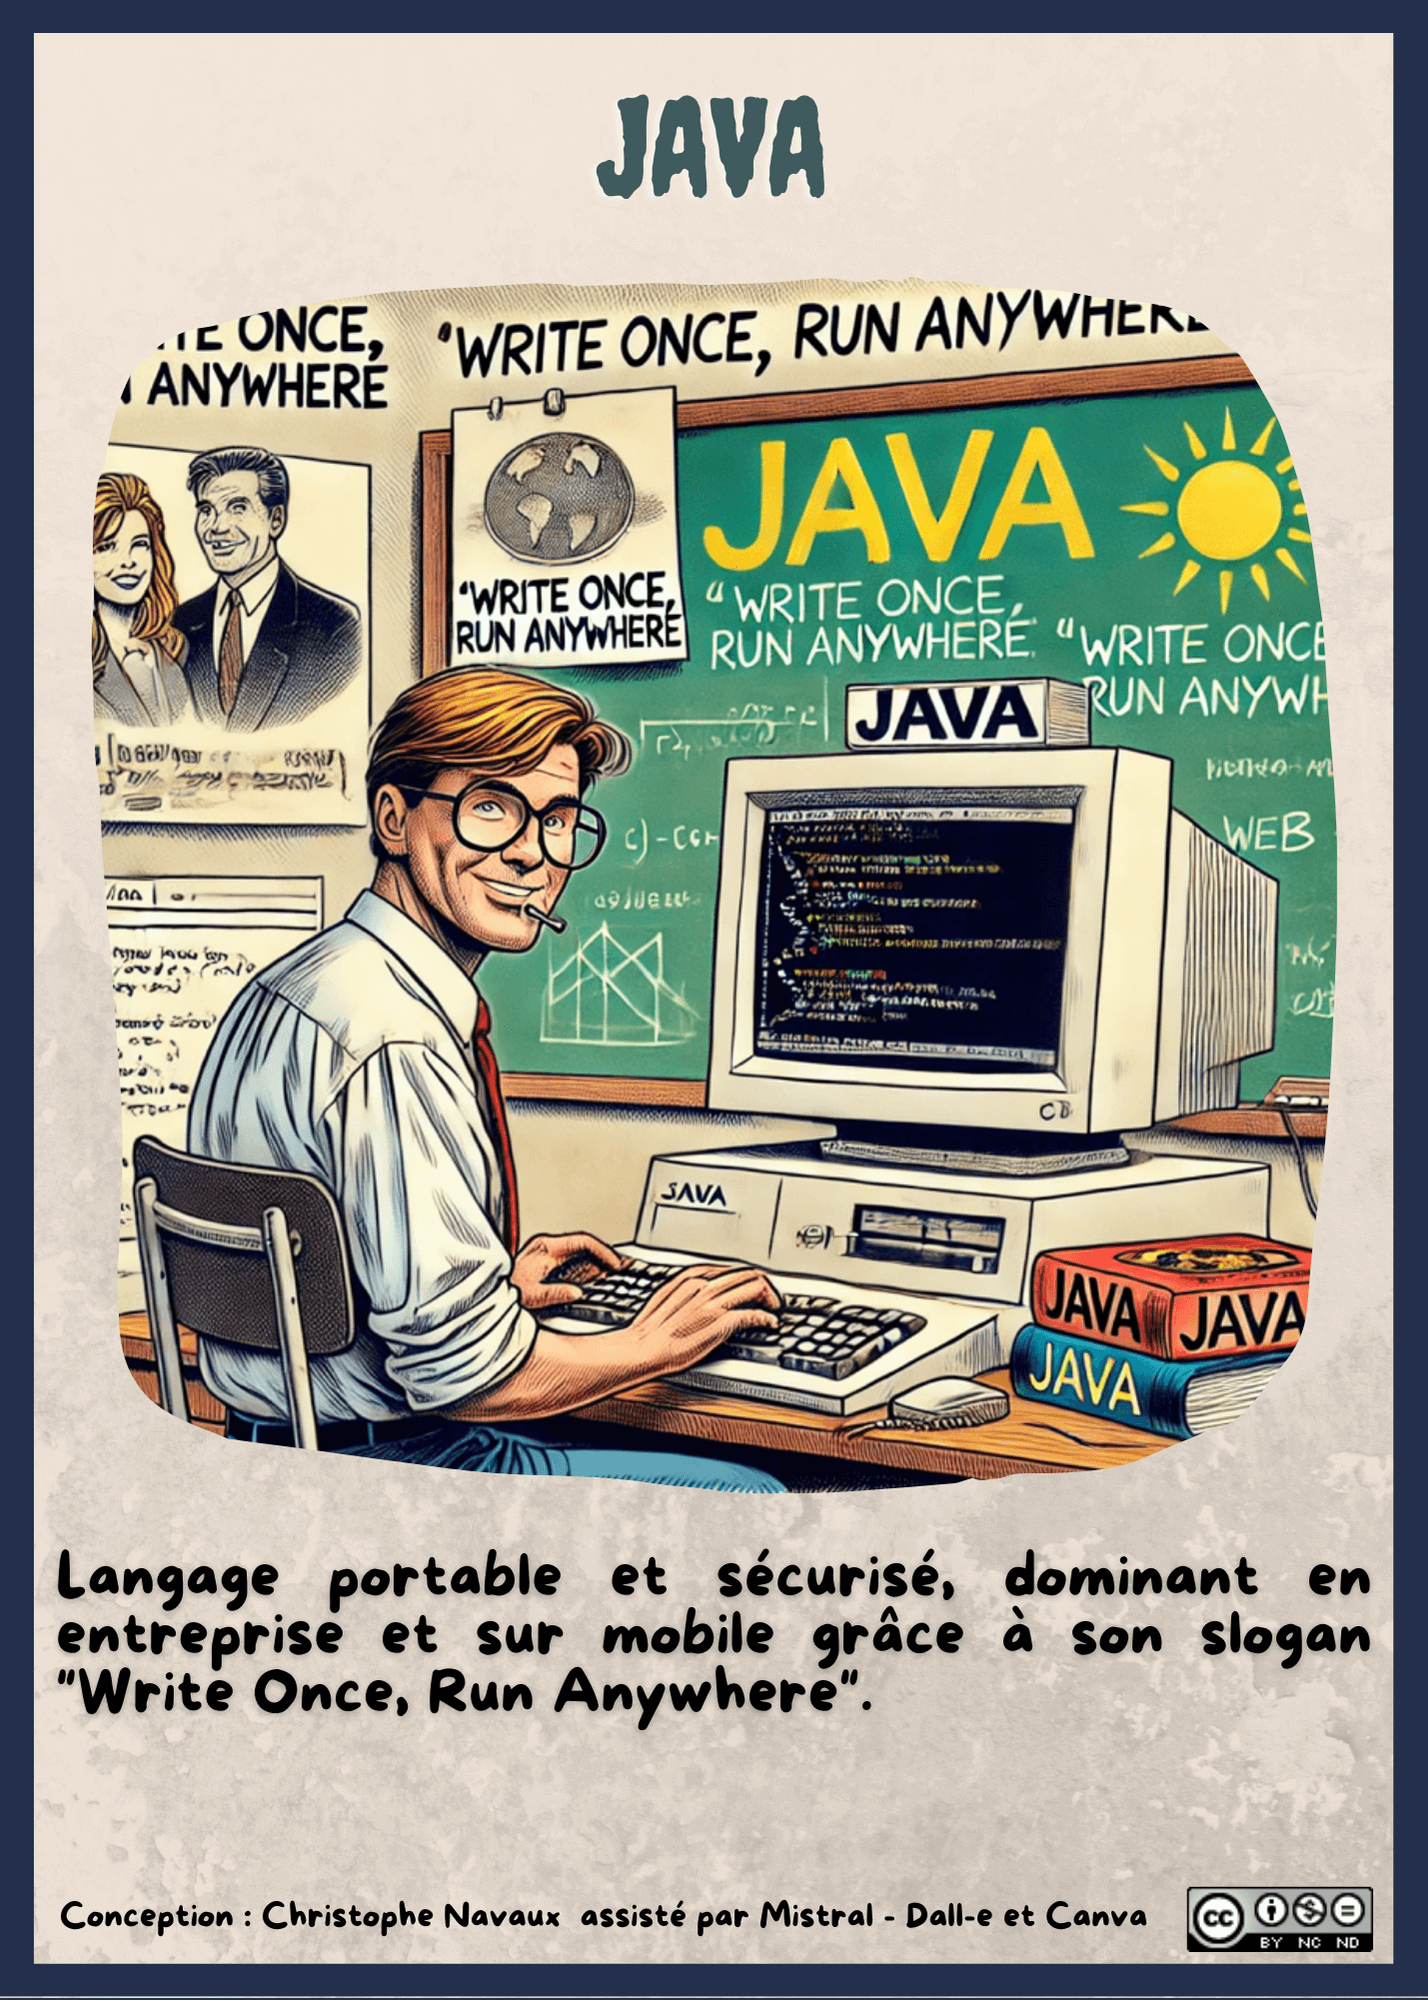 JAVA
E ONCE,
ANYWHERE
"WRITE ONCE, RUN ANYWHERE
"WRITE ONCE,
RUN ANYWHERE
JAVA
"WRITE ONCE,
RUN ANYWHERE
"WRITE ONCE
RUN ANYWH
JAVA
WEB
SAVA
JAVA
JAVA
JAVA
Langage portable et sécurisé, dominant en
entreprise et sur mobile grâce à son slogan
"Write Once, Run Anywhere".
Conception : Christophe Navaux assisté par Mistral - Dall-e et Canva
cc
BY NC ND